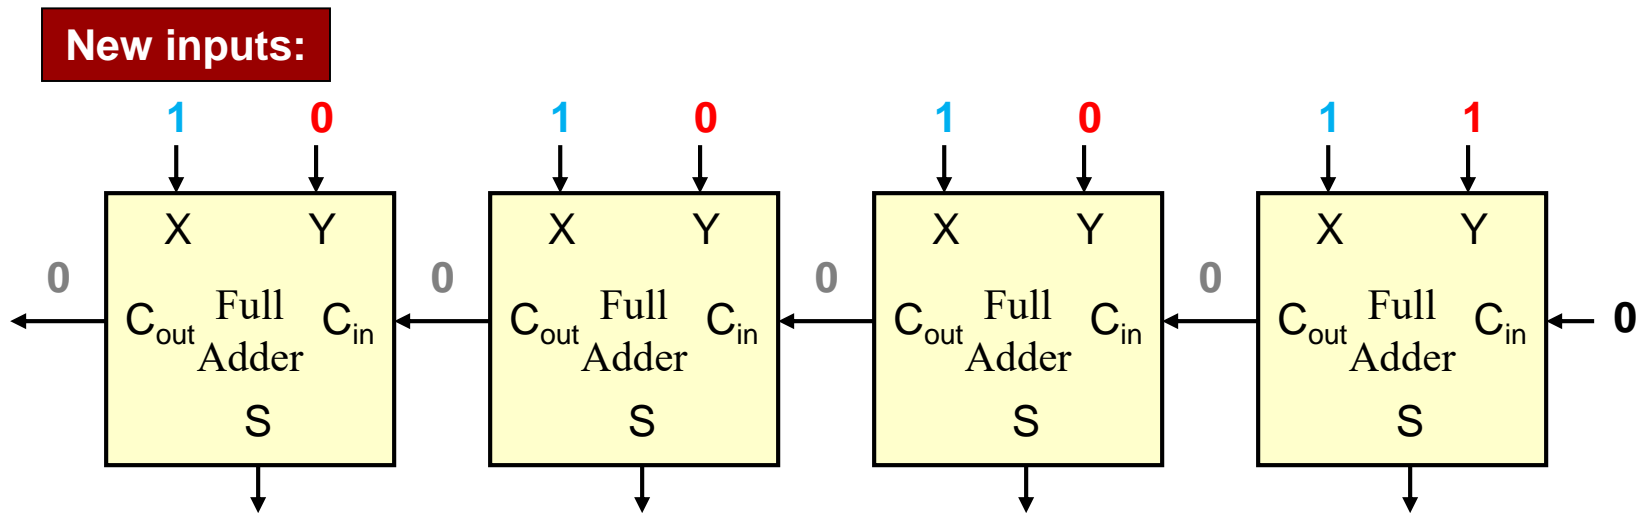 New inputs:
1 0 1 0 1 0 1 1
X Y X Y X Y X Y
0 0 0 0
Full Full Full Full
Cout Cin Cout Cin Cout Cin Cout Cin 0
Adder Adder Adder Adder
S S S S